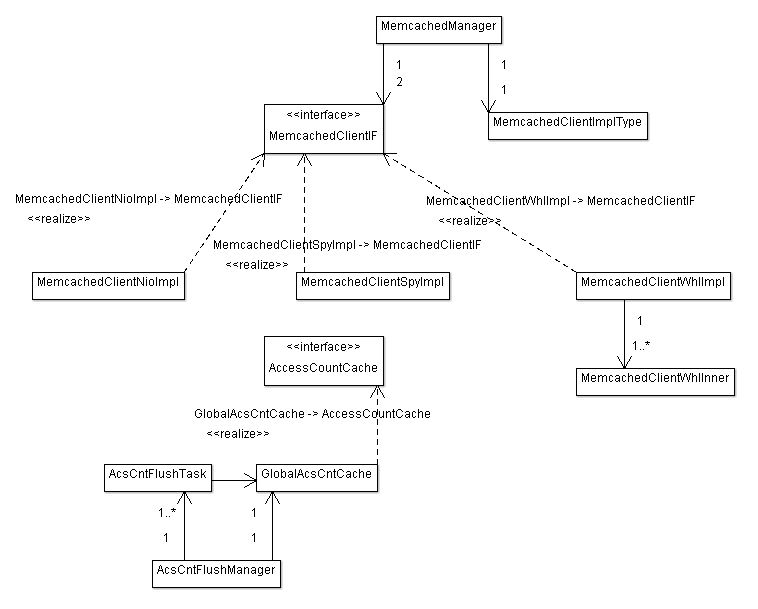 MemcachedManager
1
2
1
1
<<interface>>
MemcachedClientIF
MemcachedClientImplType
MemcachedClientNioImpl -> MemcachedClientIF
<<realize>>
MemcachedClientWhlImpl -> MemcachedClientIF
<<realize>>
MemcachedClientSpyImpl -> MemcachedClientIF
<<realize>>
MemcachedClientNioImpl
MemcachedClientSpyImpl
MemcachedClientWhlImpl
1
1..*
MemcachedClientWhlInner
<<interface>>
AccessCountCache
GlobalAcsCntCache -> AccessCountCache
<<realize>>
AcsCntFlushTask
GlobalAcsCntCache
1..*
1
1
1
AcsCntFlushManager